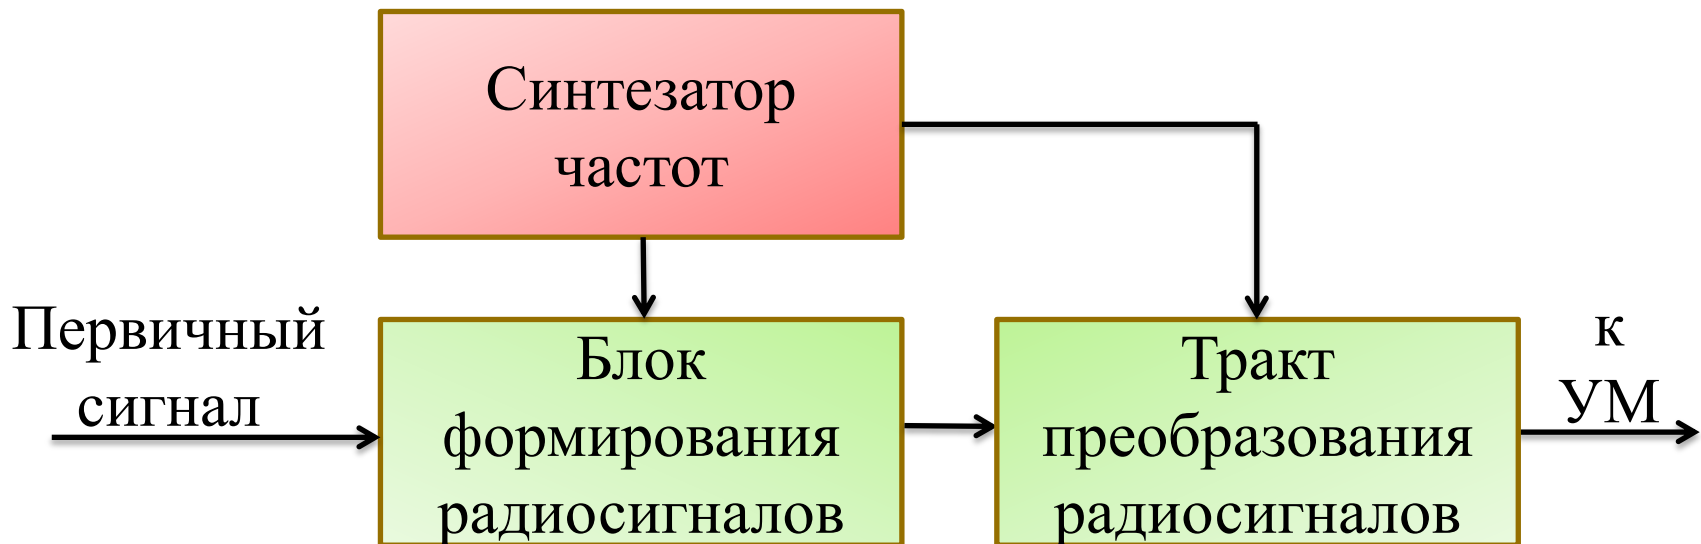 Синтезатор
частот
Первичный
сигнал
Блок
формирования
радиосигналов
Тракт
преобразования
радиосигналов
к
УМ